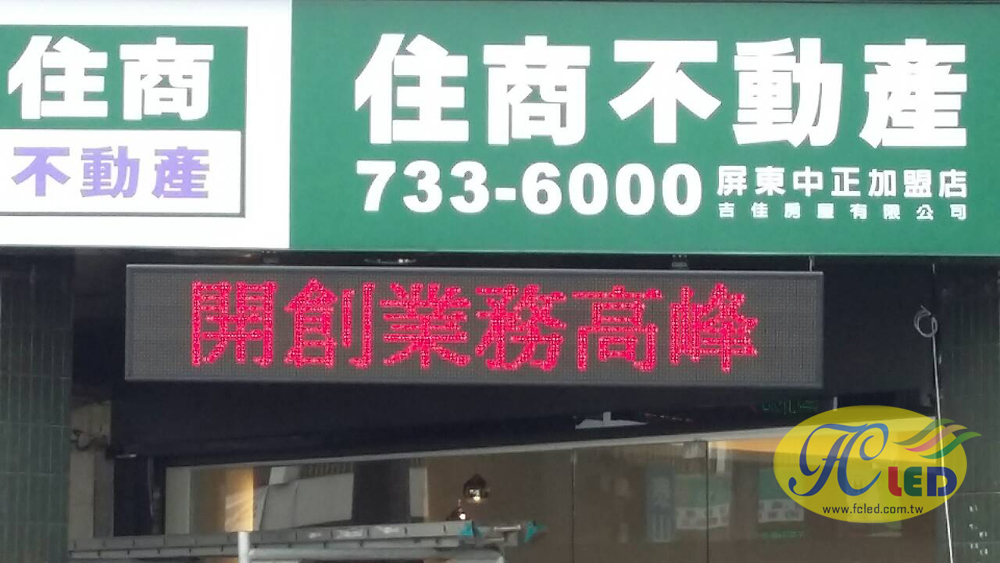 住商
不動產
住商不動產
733-6000
屏東中正加盟店
吉佳房屋有限公司
開創業務高峰
FC LED
www.fcled.com.tw